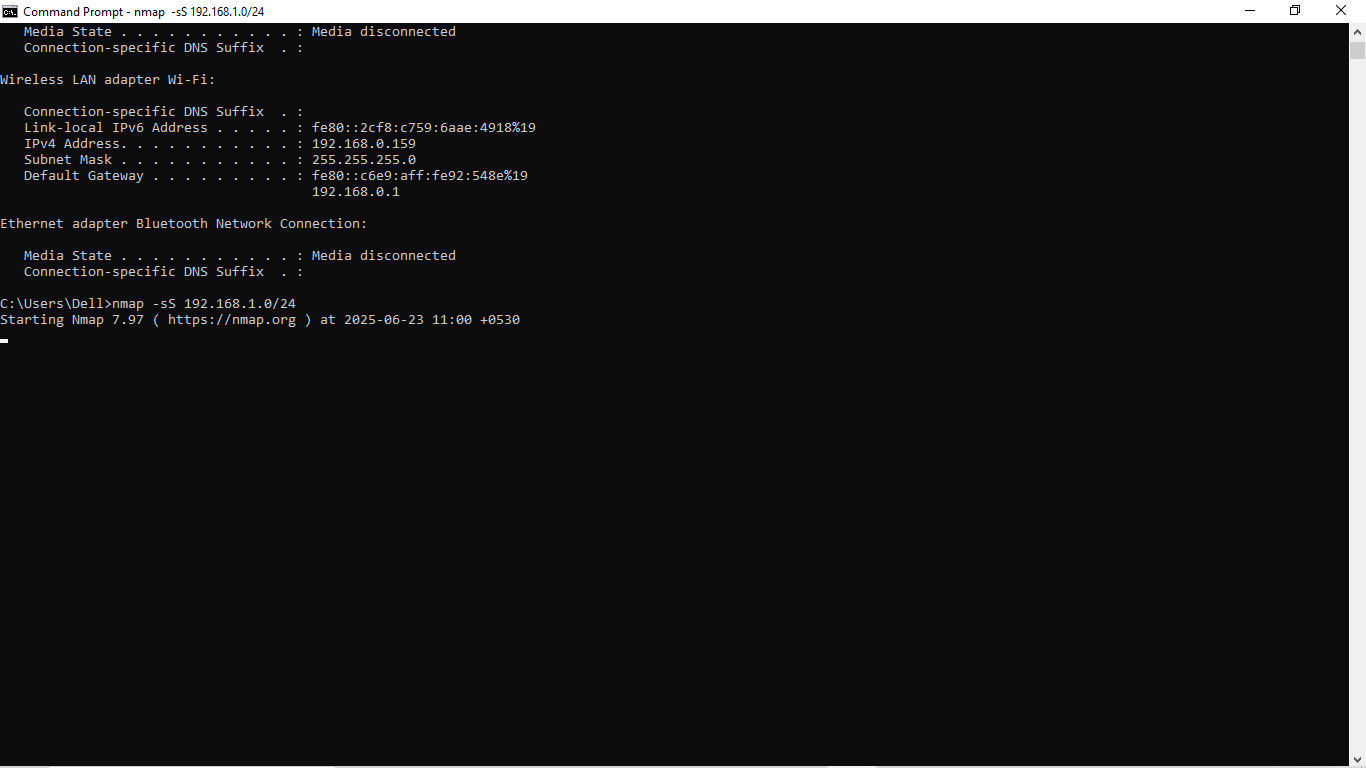 Command Prompt - nmap  -sS 192.168.1.0/24
   Media State . . . . . . . . . . . : Media disconnected
   Connection-specific DNS Suffix  . :
Wireless LAN adapter Wi-Fi:
   Connection-specific DNS Suffix  . :
   Link-local IPv6 Address . . . . . : fe80::2cf8:c759:6aae:4918%19
   IPv4 Address. . . . . . . . . . . : 192.168.0.159
   Subnet Mask . . . . . . . . . . . : 255.255.255.0
   Default Gateway . . . . . . . . . : fe80::c6e9:aff:fe92:548e%19
                                       192.168.0.1
Ethernet adapter Bluetooth Network Connection:
   Media State . . . . . . . . . . . : Media disconnected
   Connection-specific DNS Suffix  . :
C:\Users\Dell>nmap -sS 192.168.1.0/24
Starting Nmap 7.97 ( https://nmap.org ) at 2025-06-23 11:00 +0530